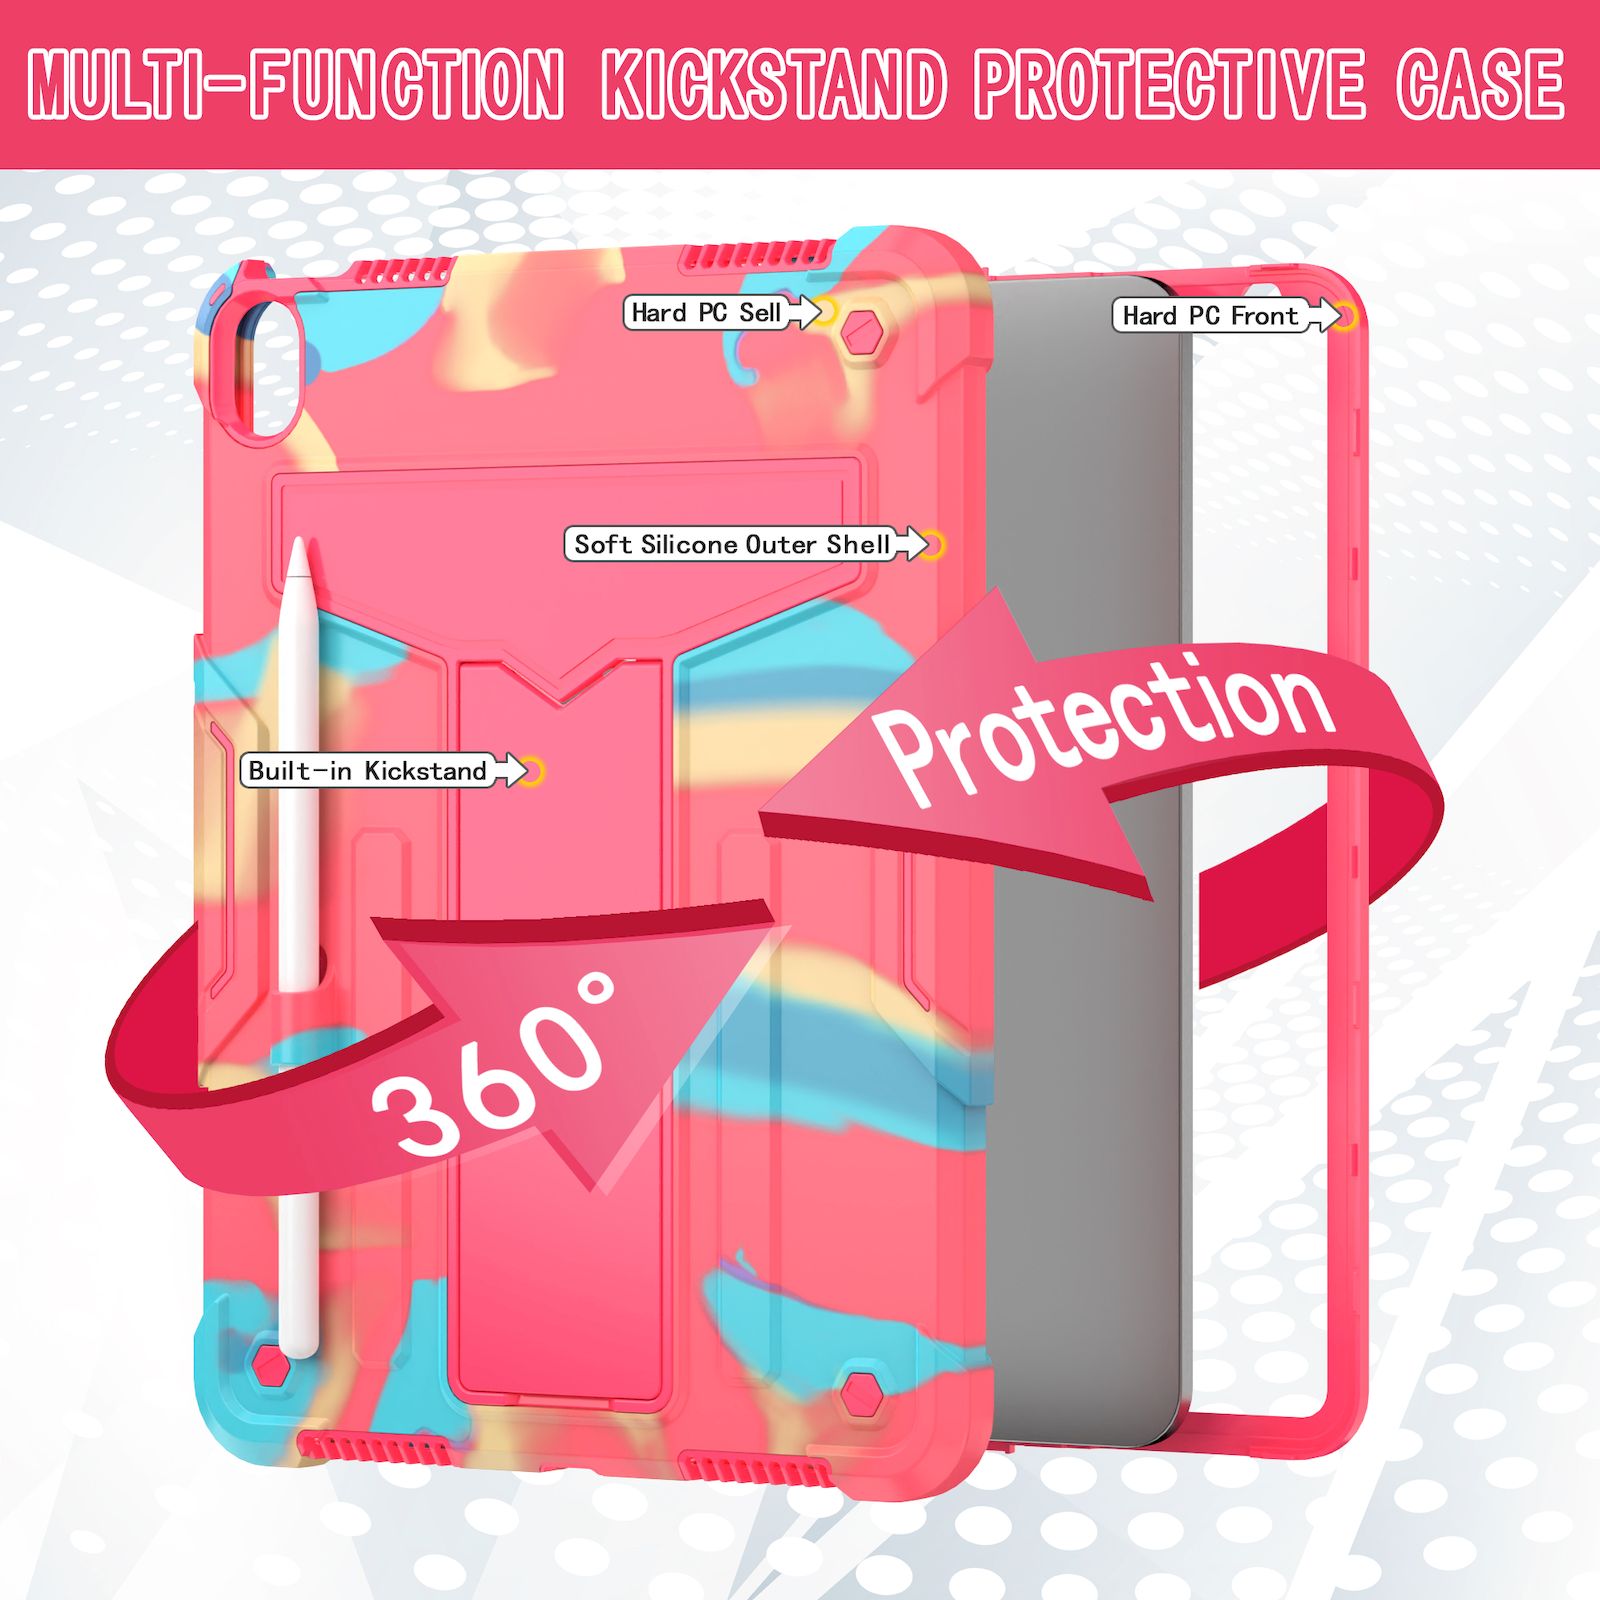 MULTI-FUNCTION KICKSTAND PROTECTIVE CASE
Hard PC Sell
Hard PC Front
Soft Silicone Outer Shell
Protection
Built-in Kickstand
360°